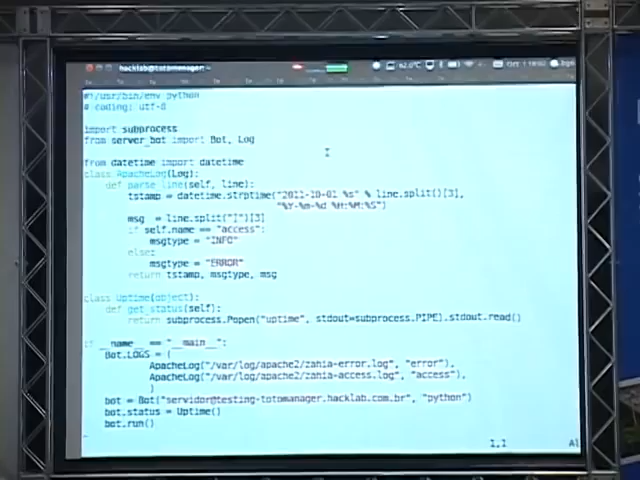 hacklab@totomanager: ~
62.0°C
#!/usr/bin/env python
# coding: utf-8
import subprocess
from server_bot import Bot, Log
from datetime import datetime
class ApacheLog(Log):
def parse_line(self, line):
tstamp = datetime.strptime("2011-10-01 %s" % line.split()[3],
"%Y-%m-%d %H:%M:%S")
msg = line.split("]")[3]
if self.name == "access":
msgtype = "INFO"
else:
msgtype = "ERROR"
return tstamp, msgtype, msg
class Uptime(object):
def get_status(self):
return subprocess.Popen("uptime", stdout=subprocess.PIPE).stdout.read()
if __name__ == "__main__":
Bot.LOGS = (
ApacheLog("/var/log/apache2/zahia-error.log", "error"),
ApacheLog("/var/log/apache2/zahia-access.log", "access"),
)
bot = Bot("servidor@testing-totomanager.hacklab.com.br", "python")
bot.status = Uptime()
bot.run()
1,1